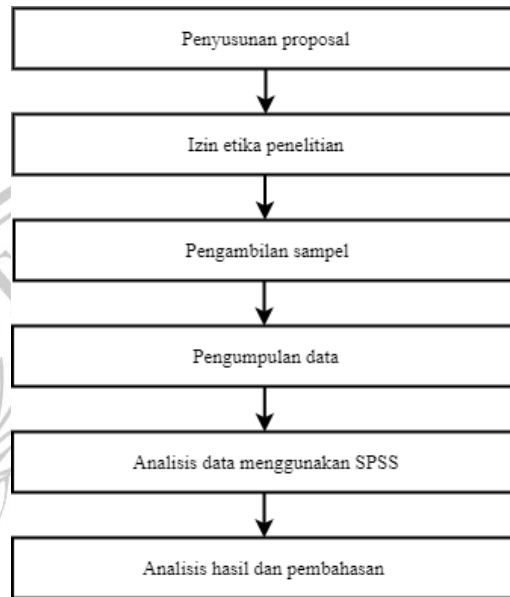 Penyusunan proposal
Izin etika penelitian
Pengambilan sampel
Pengumpulan data
Analisis data menggunakan SPSS
Analisis hasil dan pembahasan